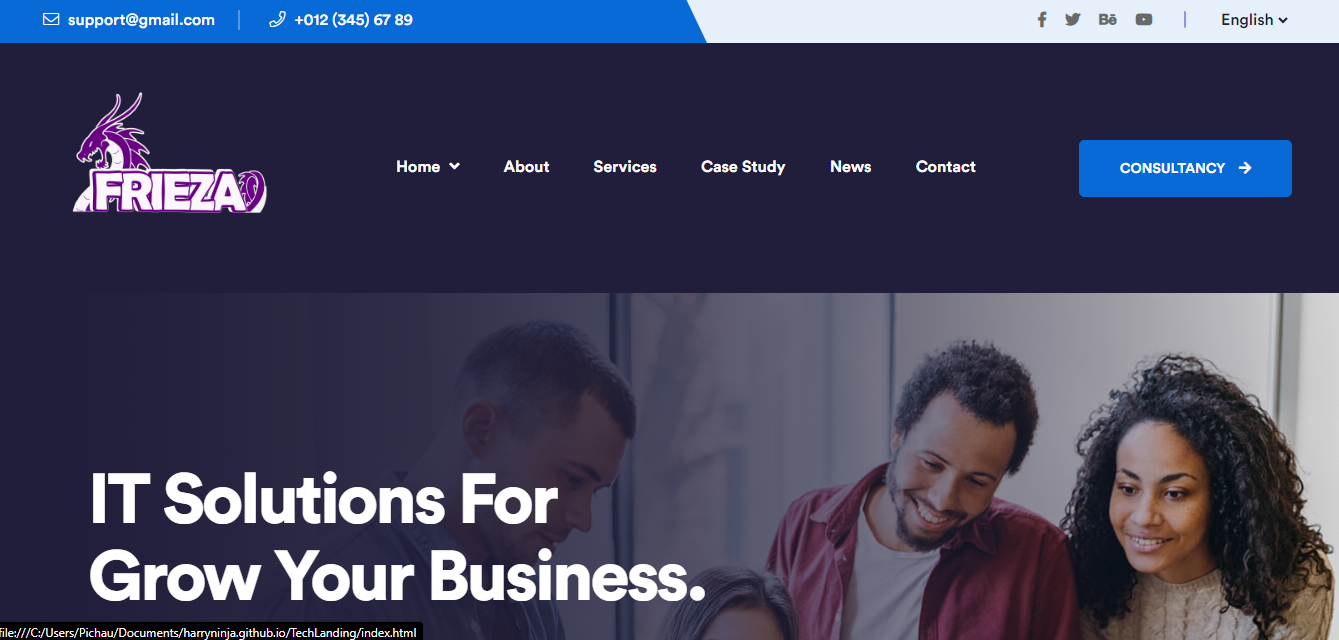 support@gmail.com
+012 (345) 67 89
English
FRIEZA
Home
About
Services
Case Study
News
Contact
CONSULTANCY
IT Solutions For
Grow Your Business.
file:///C:/Users/Pichau/Documents/harryninja.github.io/TechLanding/index.html